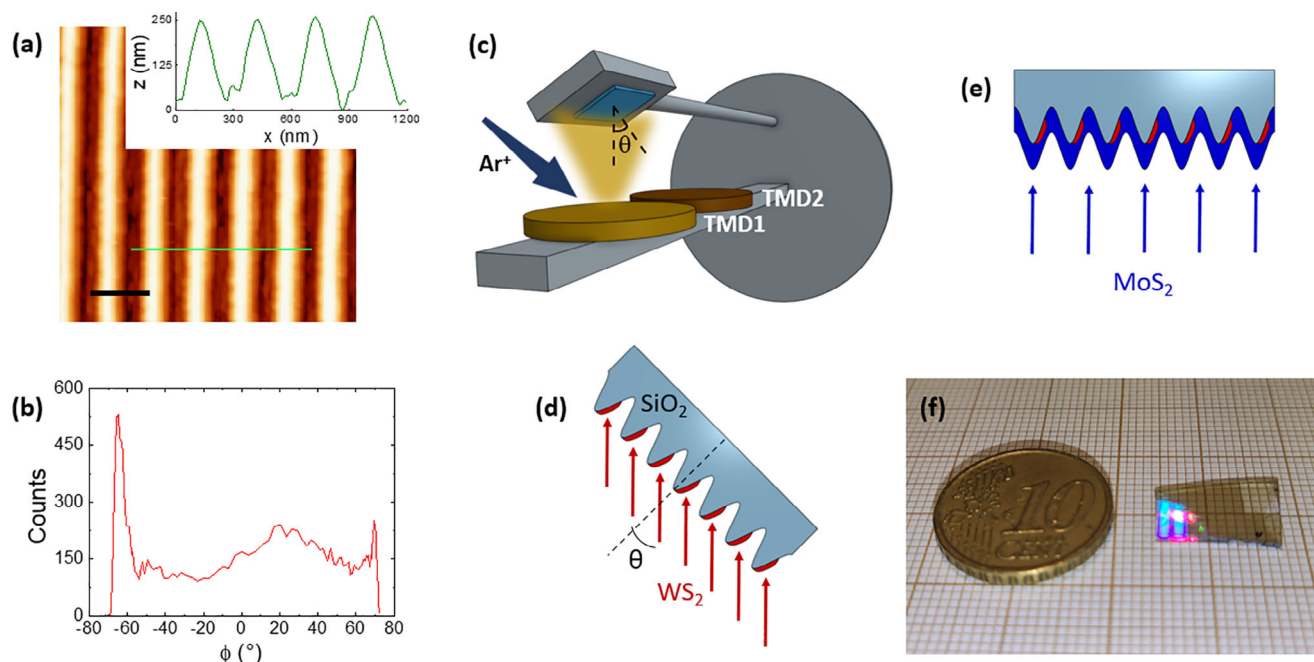 (a)
z (nm)
250
125
0
0 300 600 900 1200
x (nm)
(b)
Counts
600
450
300
150
0
-80 -60 -40 -20 0 20 40 60 80
ϕ (°)
(c)
Ar⁺
θ
TMD2
TMD1
(d)
SiO₂
θ
WS₂
(e)
MoS₂
(f)
10
CENT